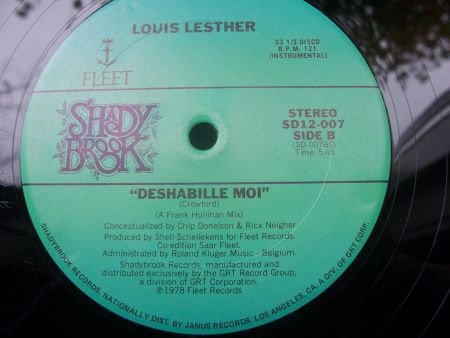 LOUIS LESTHER
33 1/3 DISCO
B.P.M. 121
(INSTRUMENTAL)
FLEET
SHADY
BROOK
STEREO
SD12-007
SIDE B
(SD-007BS)
Time: 5:45
"DESHABILLE MOI"
(Crowford)
(A Frank Hullihan Mix)
Conceptualized by Chip Donelson & Rick Neigher
Produced by Shell Schellekens for Fleet Records.
Co-edition Saar Fleet.
Administrated by Roland Kluger Music - Belgium.
Shadybrook Records, manufactured and
distributed exclusively by the GRT Record Group,
a division of GRT Corporation.
℗1978 Fleet Records
SHADYBROOK RECORDS, NATIONALLY DIST. BY JANUS RECORDS, LOS ANGELES, CA. A DIV. OF GRT CORP.